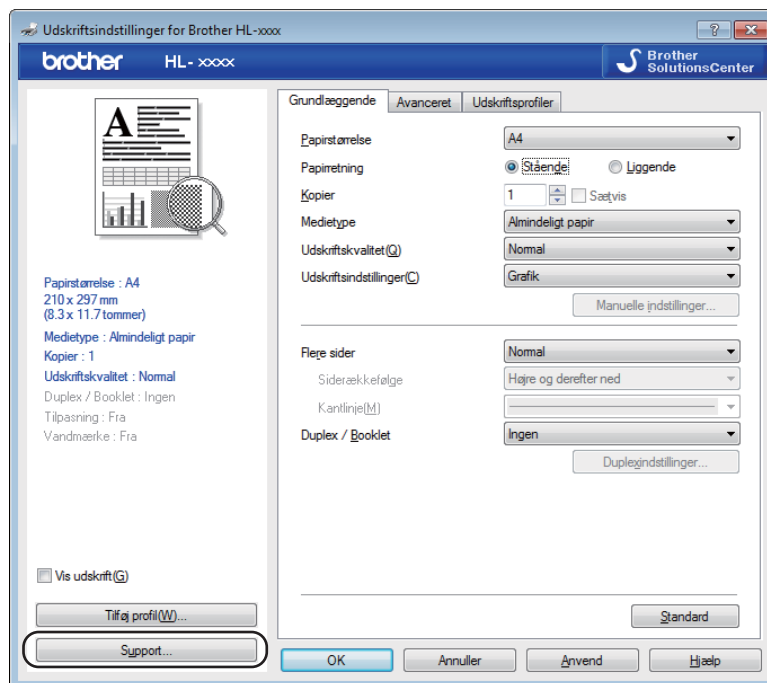 Udskriftsindstillinger for Brother HL-xxxx
brother HL- xxxx
Brother
SolutionsCenter
A
Papirstørrelse : A4
210 x 297 mm
(8.3 x 11.7 tommer)
Medietype : Almindeligt papir
Kopier : 1
Udskriftskvalitet : Normal
Duplex / Booklet : Ingen
Tilpasning : Fra
Vandmærke : Fra
Vis udskrift(G)
Tilføj profil(W)...
Support...
Grundlæggende Avanceret Udskriftsprofiler
Papirstørrelse A4
Papirretning Stående Liggende
Kopier 1 Sætvis
Medietype Almindeligt papir
Udskriftskvalitet(Q) Normal
Udskriftsindstillinger(C) Grafik
Manuelle indstillinger...
Flere sider Normal
Siderækkefølge Højre og derefter ned
Kantlinje(M)
Duplex / Booklet Ingen
Duplexindstillinger...
Standard
OK Annuller Anvend Hjælp